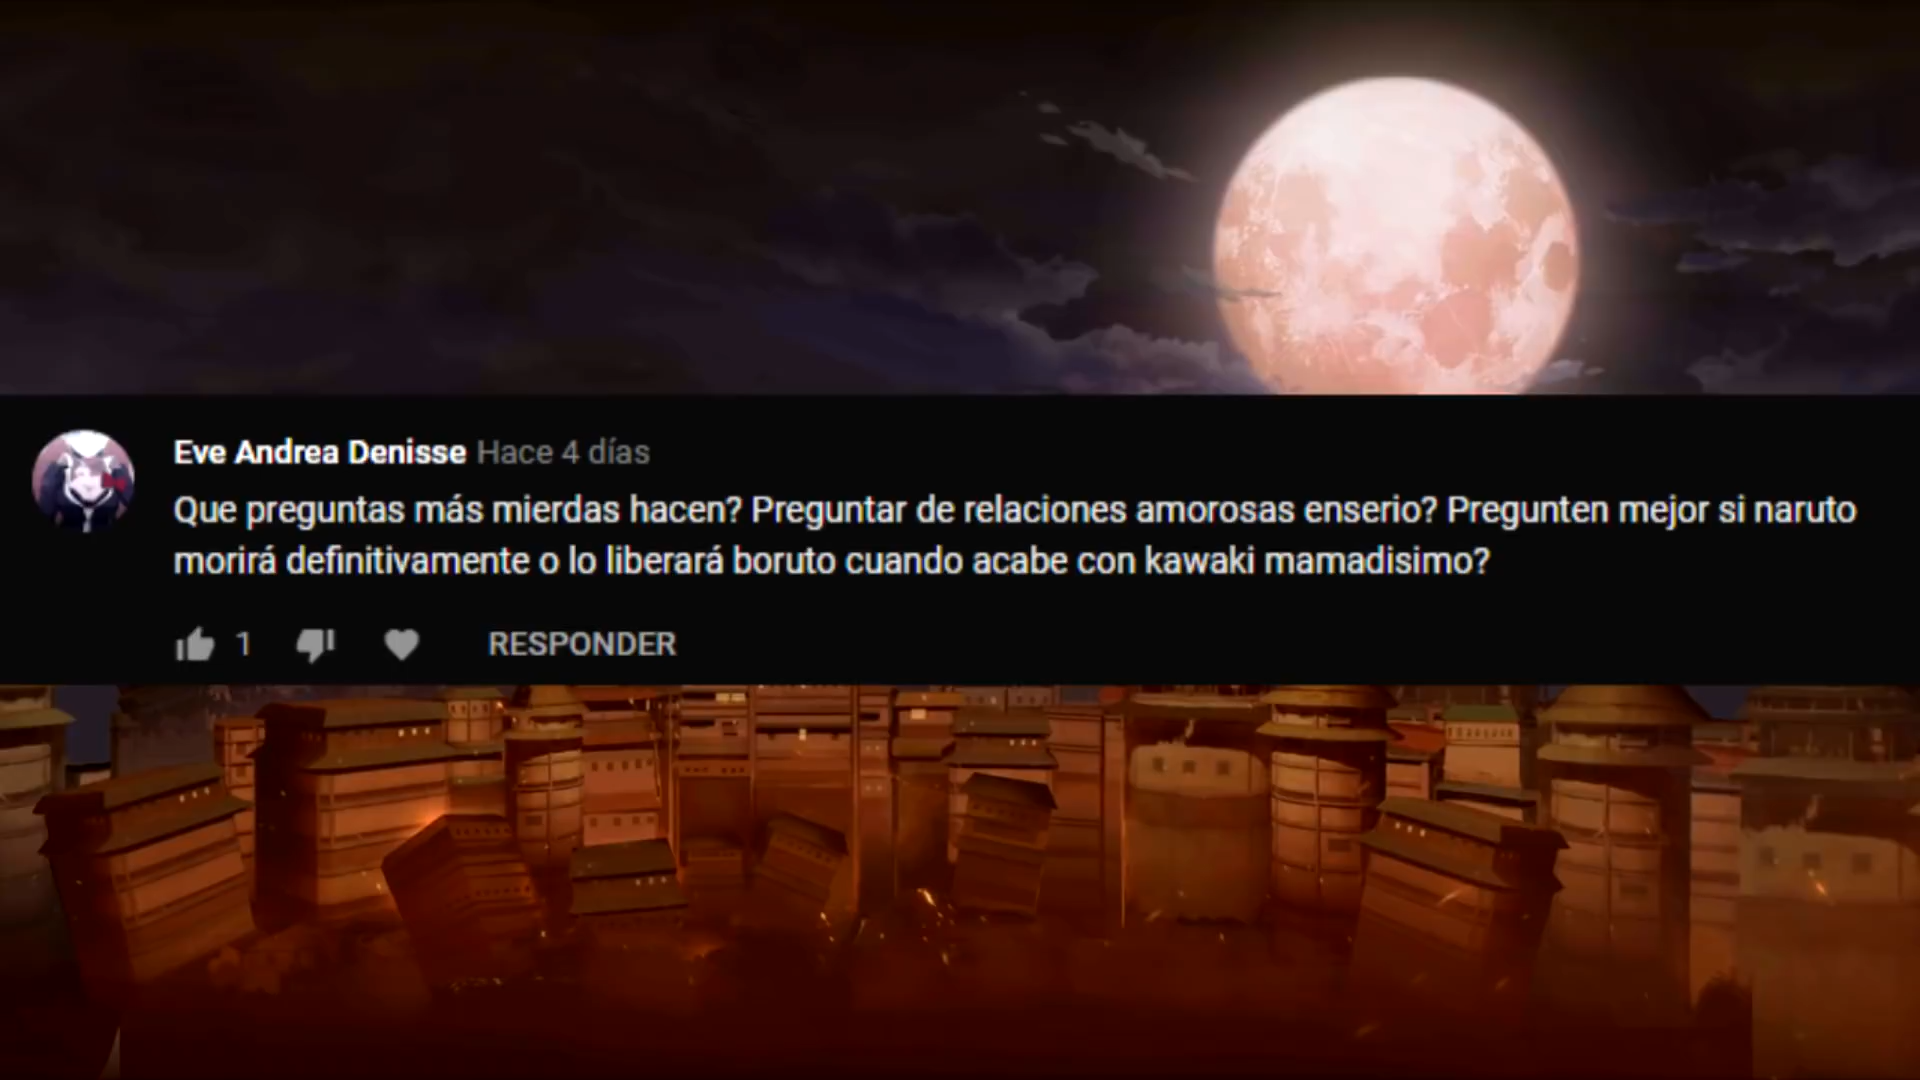 Eve Andrea Denisse Hace 4 días
Que preguntas más mierdas hacen? Preguntar de relaciones amorosas enserio? Pregunten mejor si naruto
morirá definitivamente o lo liberará boruto cuando acabe con kawaki mamadisimo?
1 RESPONDER